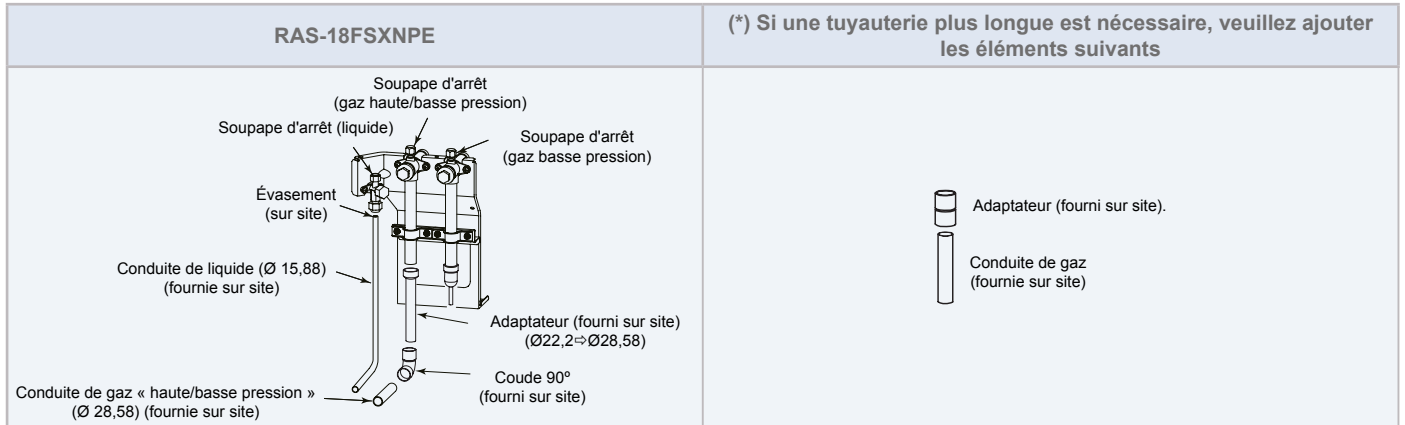 RAS-18FSXNPE
(*) Si une tuyauterie plus longue est nécessaire, veuillez ajouter
les éléments suivants
Soupape d'arrêt
(gaz haute/basse pression)
Soupape d'arrêt (liquide)
Soupape d'arrêt
(gaz basse pression)
Évasement
(sur site)
Conduite de liquide (Ø 15,88)
(fournie sur site)
Adaptateur (fourni sur site)
(Ø22,2⇨Ø28,58)
Coude 90º
(fourni sur site)
Conduite de gaz « haute/basse pression »
(Ø 28,58) (fournie sur site)
Adaptateur (fourni sur site).
Conduite de gaz
(fournie sur site)